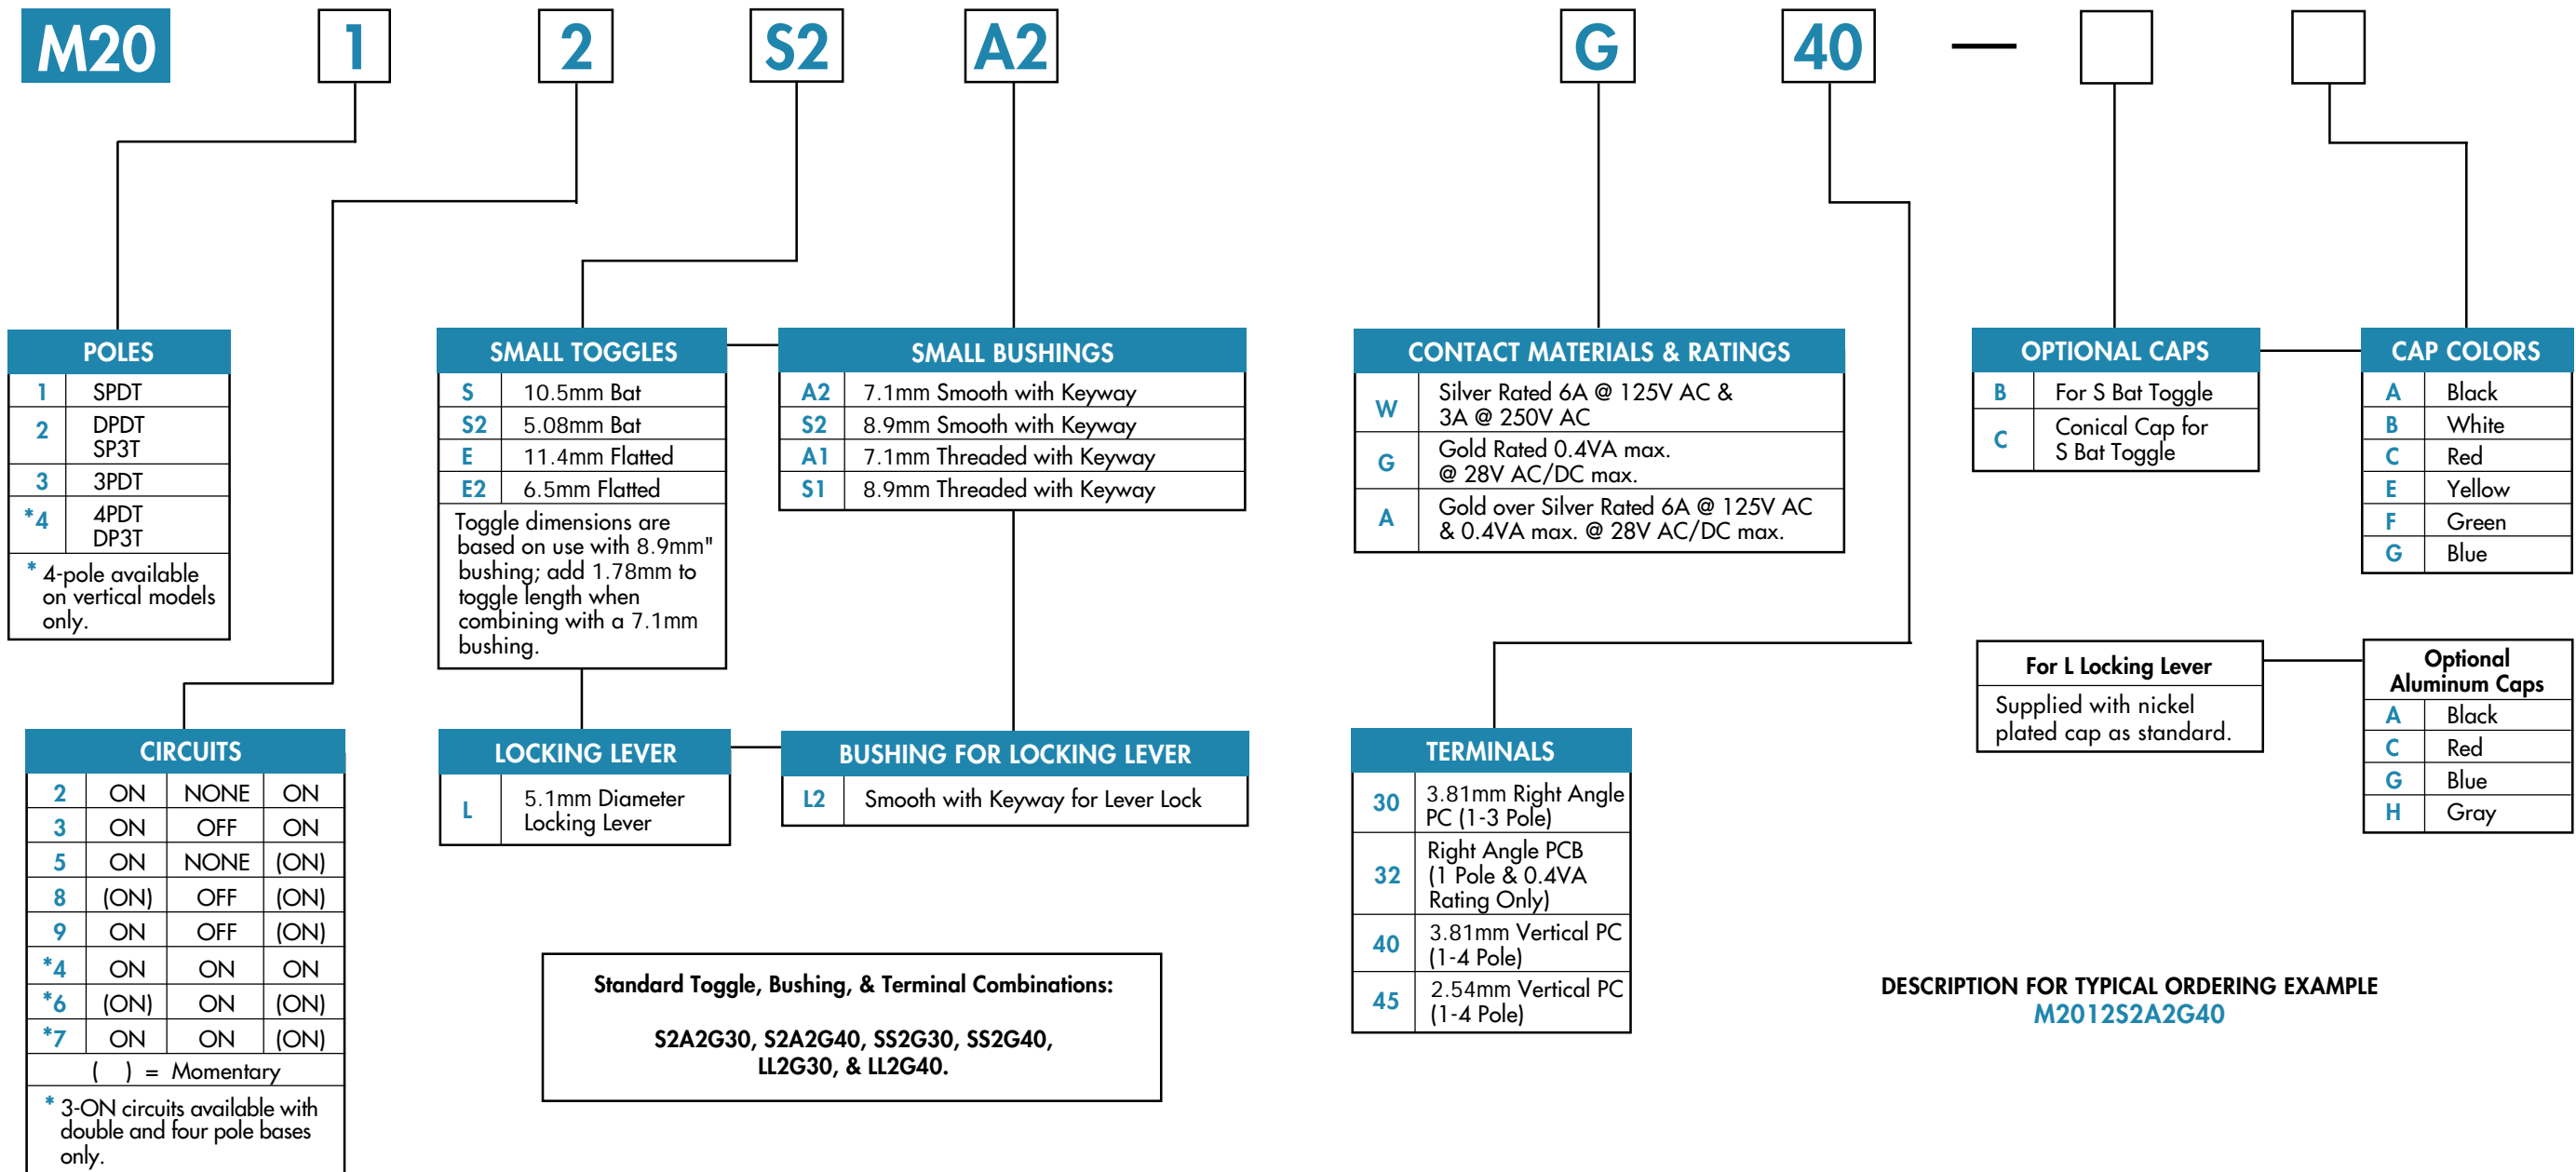 M20 1 2 S2 A2 G 40 —
POLES
1 SPDT
2 DPDT
SP3T
3 3PDT
*4 4PDT
DP3T
* 4-pole available
on vertical models
only.
SMALL TOGGLES
S 10.5mm Bat
S2 5.08mm Bat
E 11.4mm Flatted
E2 6.5mm Flatted
Toggle dimensions are
based on use with 8.9mm"
bushing; add 1.78mm to
toggle length when
combining with a 7.1mm
bushing.
SMALL BUSHINGS
A2 7.1mm Smooth with Keyway
S2 8.9mm Smooth with Keyway
A1 7.1mm Threaded with Keyway
S1 8.9mm Threaded with Keyway
CONTACT MATERIALS & RATINGS
W Silver Rated 6A @ 125V AC &
3A @ 250V AC
G Gold Rated 0.4VA max.
@ 28V AC/DC max.
A Gold over Silver Rated 6A @ 125V AC
& 0.4VA max. @ 28V AC/DC max.
OPTIONAL CAPS
B For S Bat Toggle
C Conical Cap for
S Bat Toggle
CAP COLORS
A Black
B White
C Red
E Yellow
F Green
G Blue
CIRCUITS
2 ON NONE ON
3 ON OFF ON
5 ON NONE (ON)
8 (ON) OFF (ON)
9 ON OFF (ON)
*4 ON ON ON
*6 (ON) ON (ON)
*7 ON ON (ON)
( ) = Momentary
* 3-ON circuits available with
double and four pole bases
only.
LOCKING LEVER
L 5.1mm Diameter
Locking Lever
BUSHING FOR LOCKING LEVER
L2 Smooth with Keyway for Lever Lock
TERMINALS
30 3.81mm Right Angle
PC (1-3 Pole)
32 Right Angle PCB
(1 Pole & 0.4VA
Rating Only)
40 3.81mm Vertical PC
(1-4 Pole)
45 2.54mm Vertical PC
(1-4 Pole)
For L Locking Lever
Supplied with nickel
plated cap as standard.
Optional
Aluminum Caps
A Black
C Red
G Blue
H Gray
Standard Toggle, Bushing, & Terminal Combinations:
S2A2G30, S2A2G40, SS2G30, SS2G40,
LL2G30, & LL2G40.
DESCRIPTION FOR TYPICAL ORDERING EXAMPLE
M2012S2A2G40